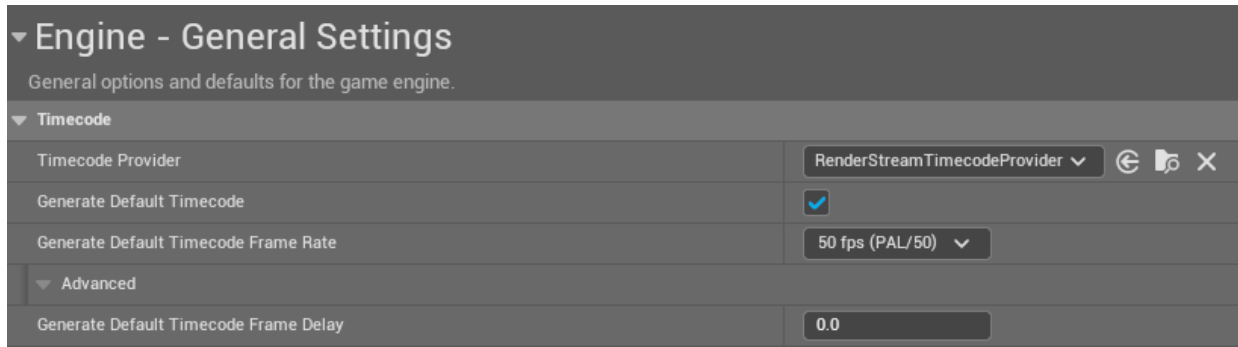 Engine - General Settings
General options and defaults for the game engine.
Timecode
Timecode Provider RenderStreamTimecodeProvider
Generate Default Timecode
Generate Default Timecode Frame Rate 50 fps (PAL/50)
Advanced
Generate Default Timecode Frame Delay 0.0